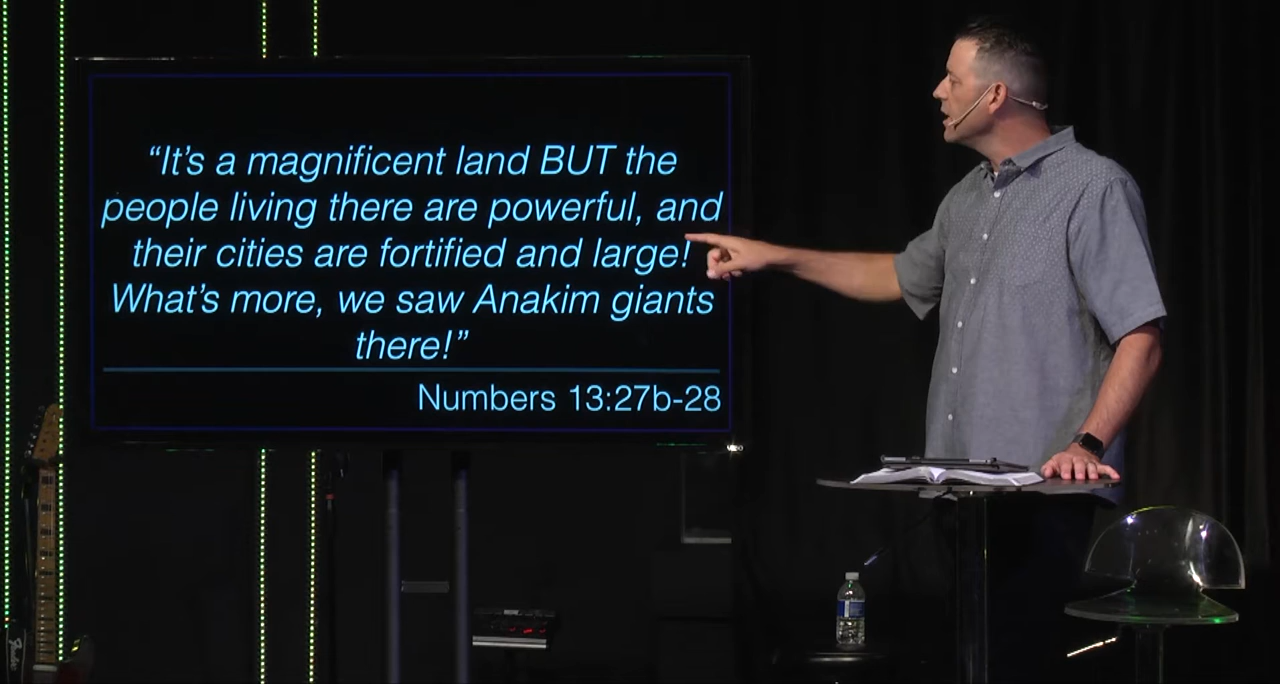 “It’s a magnificent land BUT the
people living there are powerful, and
their cities are fortified and large!
What’s more, we saw Anakim giants
there!”
Numbers 13:27b-28
Fender